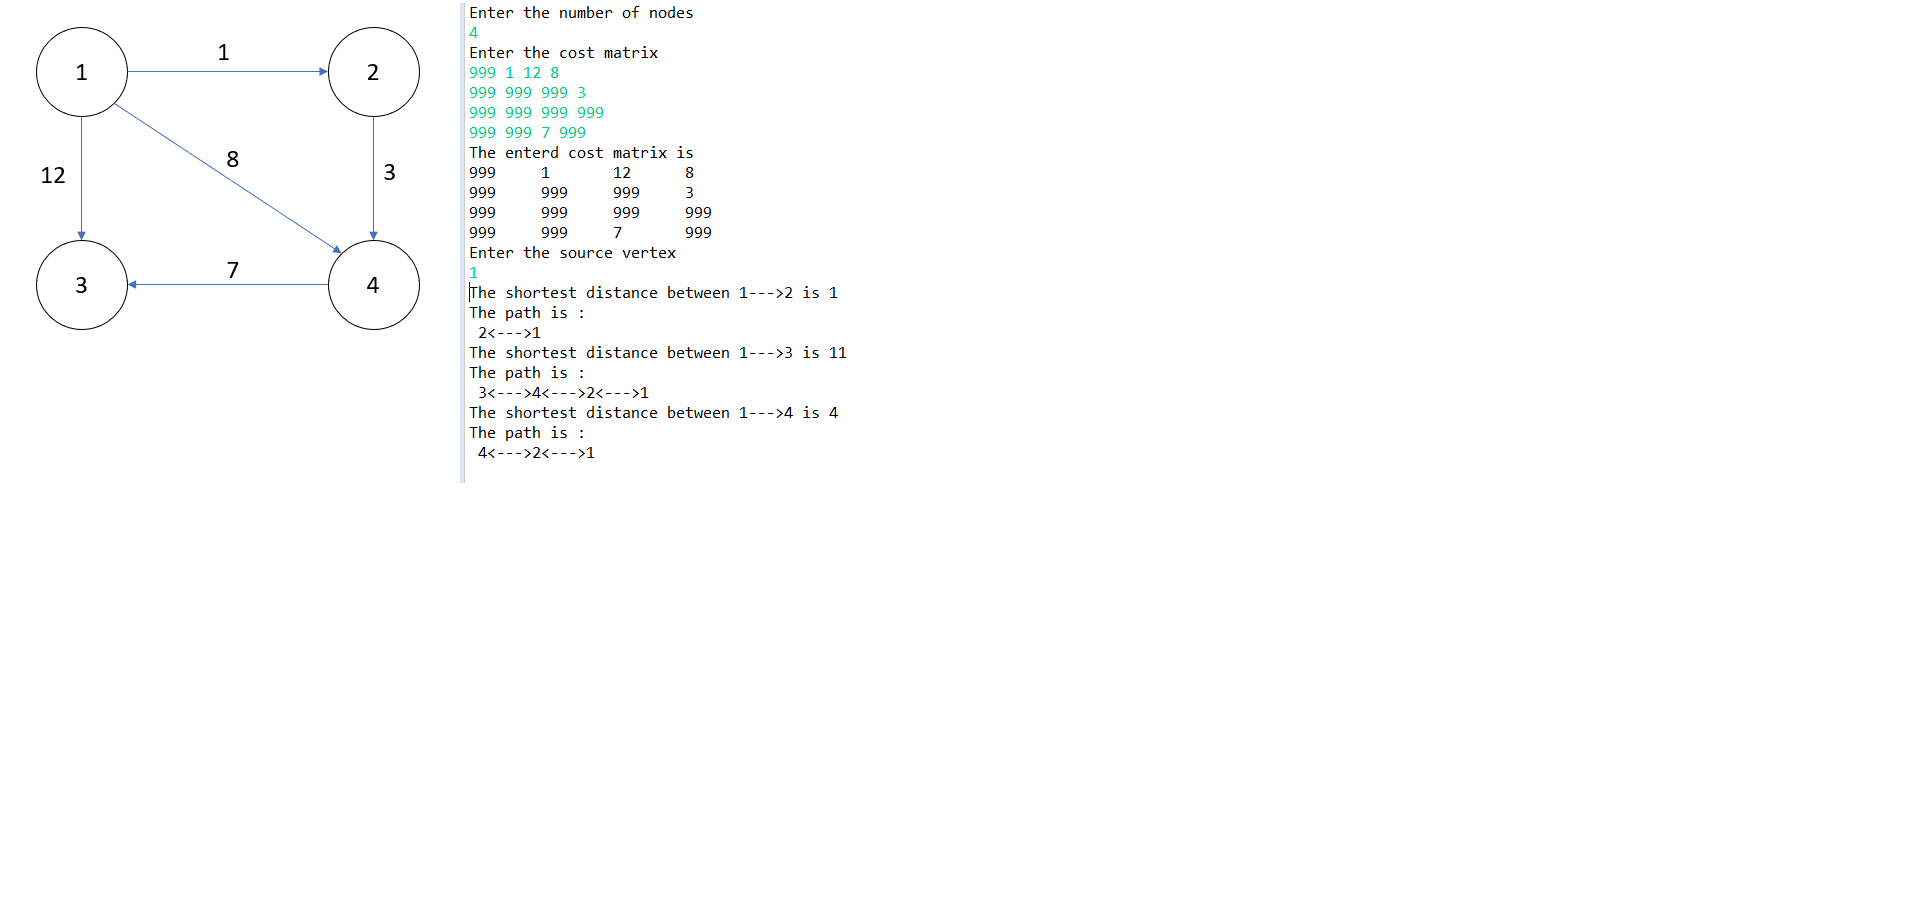 1
1
2
12
8
3
3
7
4
Enter the number of nodes
4
Enter the cost matrix
999 1 12 8
999 999 999 3
999 999 999 999
999 999 7 999
The enterd cost matrix is
999 1 12 8
999 999 999 3
999 999 999 999
999 999 7 999
Enter the source vertex
1
The shortest distance between 1--->2 is 1
The path is :
2<--->1
The shortest distance between 1--->3 is 11
The path is :
3<--->4<--->2<--->1
The shortest distance between 1--->4 is 4
The path is :
4<--->2<--->1